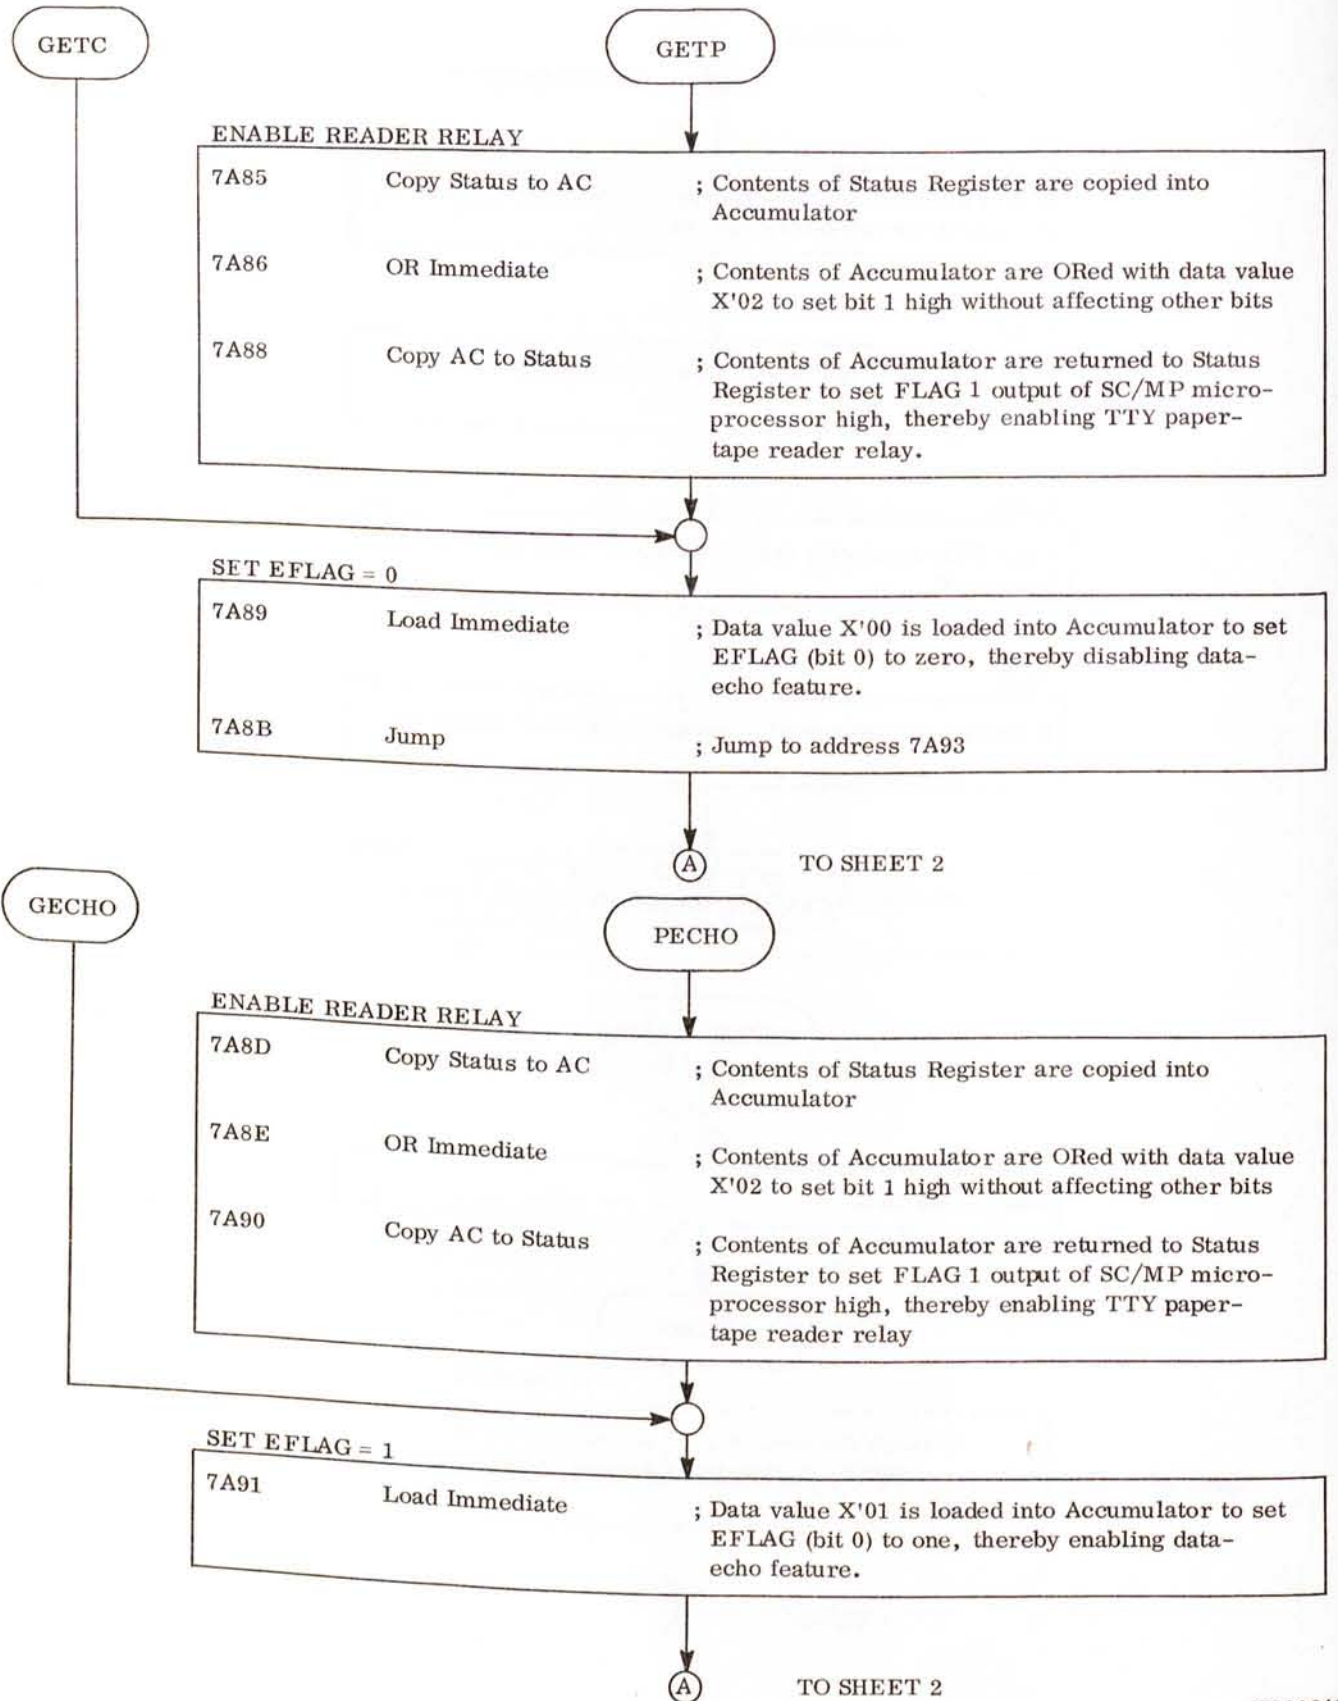 GETC
GETP
ENABLE READER RELAY
7A85 Copy Status to AC ; Contents of Status Register are copied into
Accumulator
7A86 OR Immediate ; Contents of Accumulator are ORed with data value
X'02 to set bit 1 high without affecting other bits
7A88 Copy AC to Status ; Contents of Accumulator are returned to Status
Register to set FLAG 1 output of SC/MP micro-
processor high, thereby enabling TTY paper-
tape reader relay.
SET EFLAG = 0
7A89 Load Immediate ; Data value X'00 is loaded into Accumulator to set
EFLAG (bit 0) to zero, thereby disabling data-
echo feature.
7A8B Jump ; Jump to address 7A93
A TO SHEET 2
GECHO
PECHO
ENABLE READER RELAY
7A8D Copy Status to AC ; Contents of Status Register are copied into
Accumulator
7A8E OR Immediate ; Contents of Accumulator are ORed with data value
X'02 to set bit 1 high without affecting other bits
7A90 Copy AC to Status ; Contents of Accumulator are returned to Status
Register to set FLAG 1 output of SC/MP micro-
processor high, thereby enabling TTY paper-
tape reader relay
SET EFLAG = 1
7A91 Load Immediate ; Data value X'01 is loaded into Accumulator to set
EFLAG (bit 0) to one, thereby enabling data-
echo feature.
A TO SHEET 2